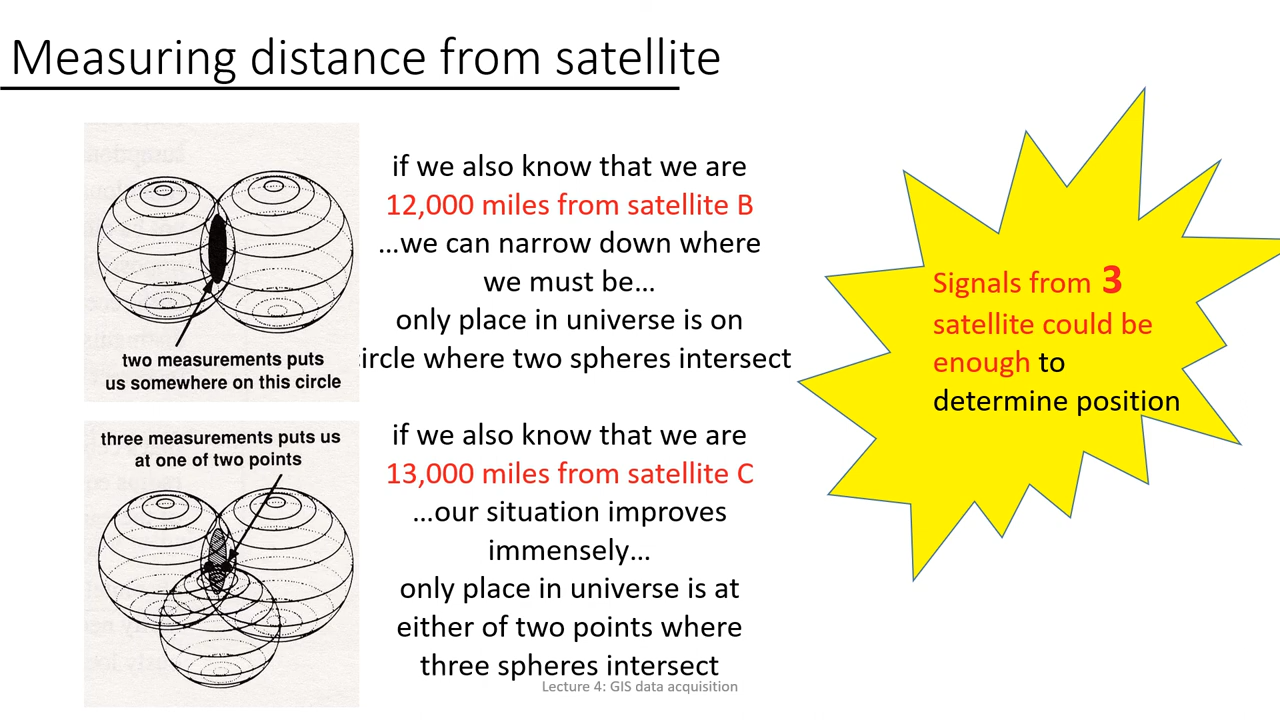 Measuring distance from satellite
if we also know that we are
12,000 miles from satellite B
…we can narrow down where
we must be…
only place in universe is on
circle where two spheres intersect
two measurements puts
us somewhere on this circle
three measurements puts us
at one of two points
if we also know that we are
13,000 miles from satellite C
…our situation improves
immensely…
only place in universe is at
either of two points where
three spheres intersect
Signals from 3
satellite could be
enough to
determine position
Lecture 4: GIS data acquisition